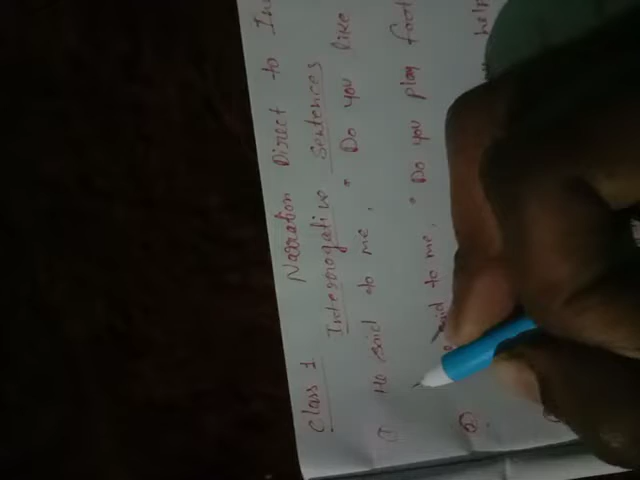 Class 1 Narration Direct to In
Interrogative Sentences
① He said to me, " Do you like
② said to me, " Do you play foot
help